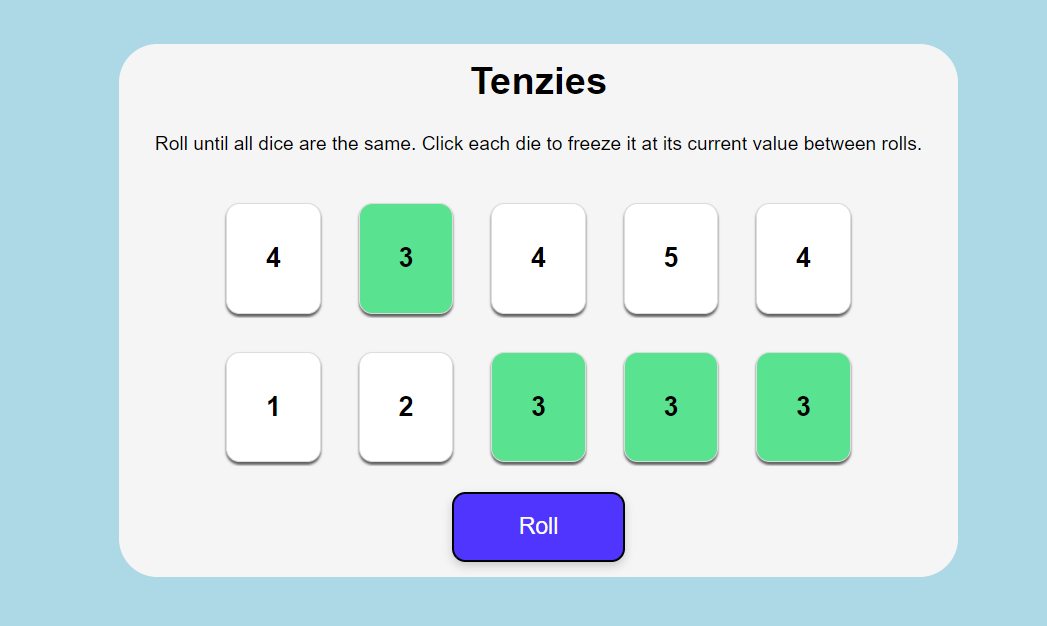 Tenzies
Roll until all dice are the same. Click each die to freeze it at its current value between rolls.
4 3 4 5 4
1 2 3 3 3
Roll